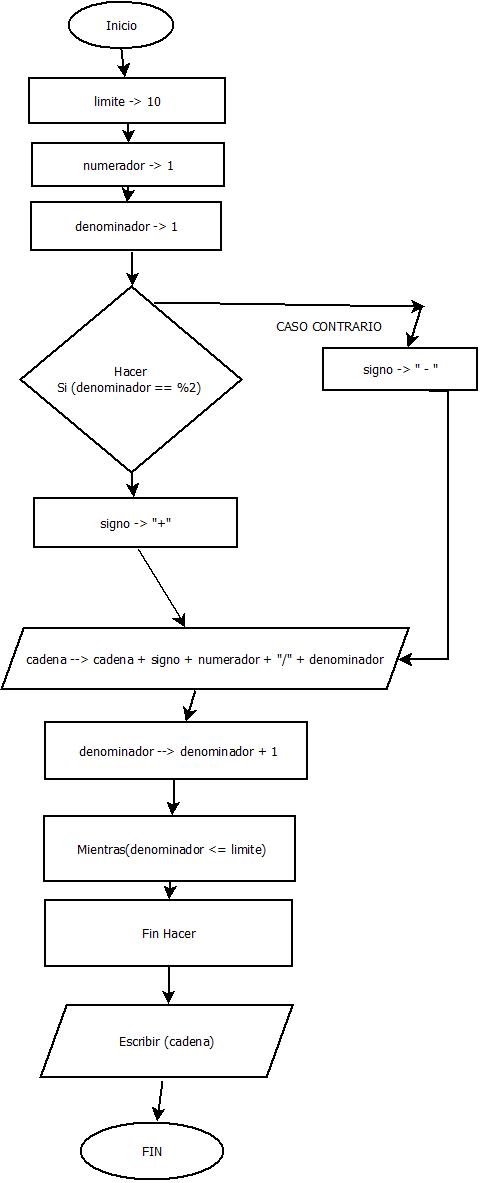 Inicio
limite -> 10
numerador -> 1
denominador -> 1
Hacer
Si (denominador == %2)
CASO CONTRARIO
signo -> " - "
signo -> "+"
cadena --> cadena + signo + numerador + "/" + denominador
denominador --> denominador + 1
Mientras(denominador <= limite)
Fin Hacer
Escribir (cadena)
FIN